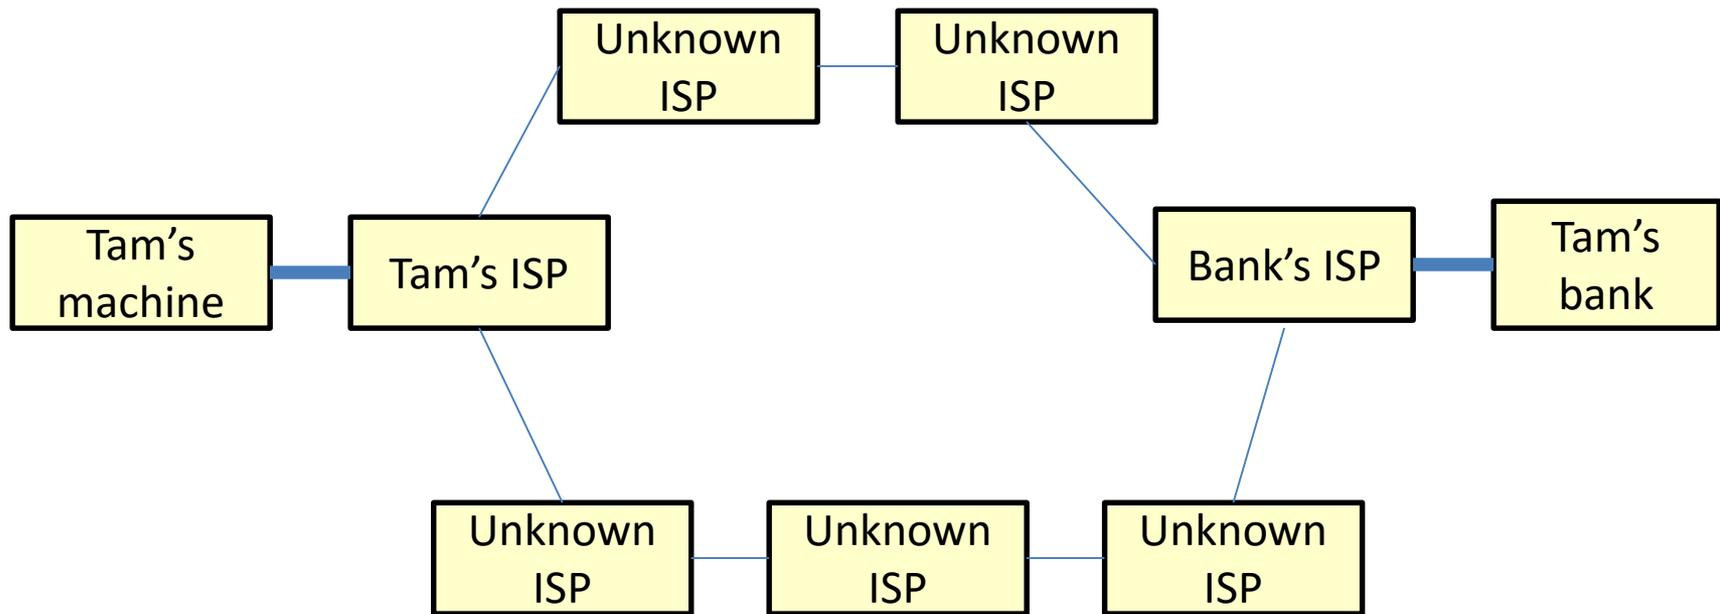 Unknown
ISP
Unknown
ISP
Tam’s
machine
Tam’s ISP
Bank’s ISP
Tam’s
bank
Unknown
ISP
Unknown
ISP
Unknown
ISP